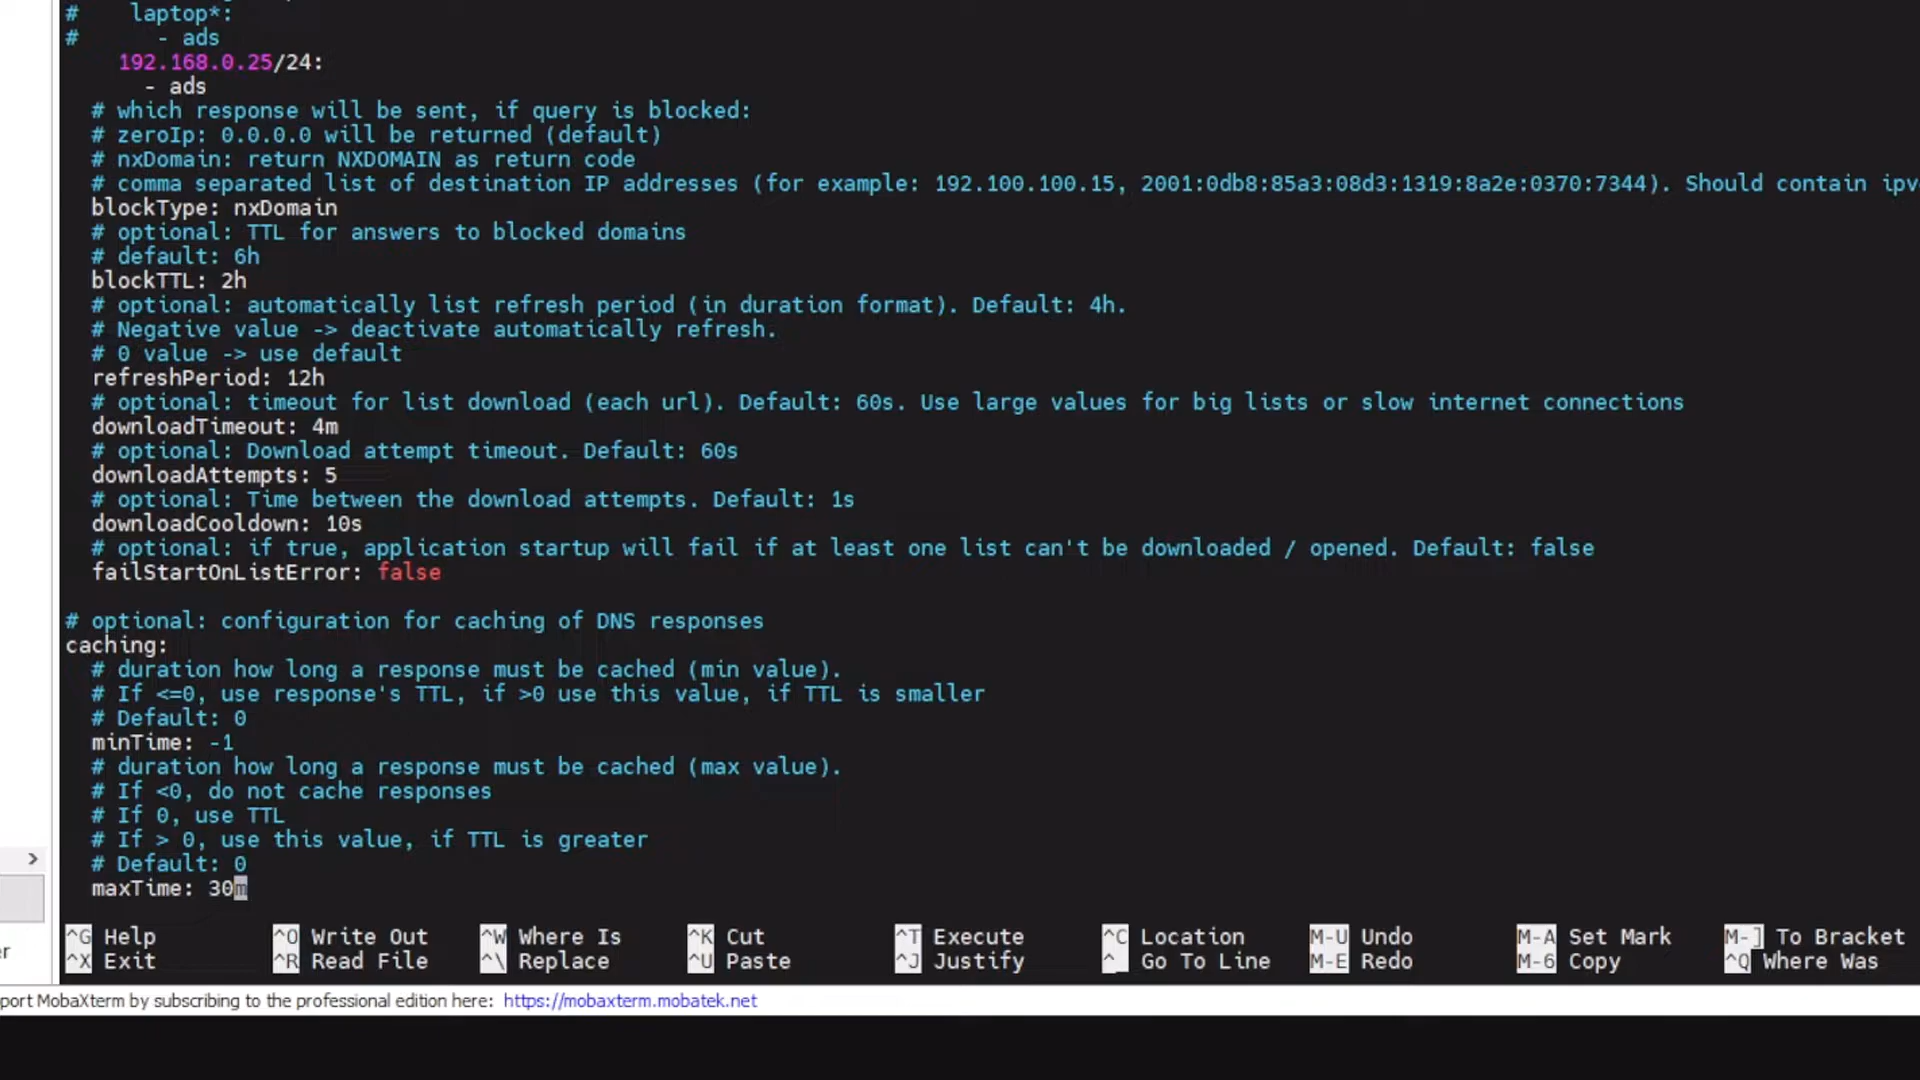 #    laptop*:
#      - ads
192.168.0.25/24:
- ads
# which response will be sent, if query is blocked:
# zeroIp: 0.0.0.0 will be returned (default)
# nxDomain: return NXDOMAIN as return code
# comma separated list of destination IP addresses (for example: 192.100.100.15, 2001:0db8:85a3:08d3:1319:8a2e:0370:7344). Should contain ipv
blockType: nxDomain
# optional: TTL for answers to blocked domains
# default: 6h
blockTTL: 2h
# optional: automatically list refresh period (in duration format). Default: 4h.
# Negative value -> deactivate automatically refresh.
# 0 value -> use default
refreshPeriod: 12h
# optional: timeout for list download (each url). Default: 60s. Use large values for big lists or slow internet connections
downloadTimeout: 4m
# optional: Download attempt timeout. Default: 60s
downloadAttempts: 5
# optional: Time between the download attempts. Default: 1s
downloadCooldown: 10s
# optional: if true, application startup will fail if at least one list can't be downloaded / opened. Default: false
failStartOnListError: false
# optional: configuration for caching of DNS responses
caching:
# duration how long a response must be cached (min value).
# If <=0, use response's TTL, if >0 use this value, if TTL is smaller
# Default: 0
minTime: -1
# duration how long a response must be cached (max value).
# If <0, do not cache responses
# If 0, use TTL
# If > 0, use this value, if TTL is greater
# Default: 0
maxTime: 30m
^G Help ^O Write Out ^W Where Is ^K Cut ^T Execute ^C Location M-U Undo M-A Set Mark M-] To Bracket
^X Exit ^R Read File ^\ Replace ^U Paste ^J Justify ^_ Go To Line M-E Redo M-6 Copy ^Q Where Was
port MobaXterm by subscribing to the professional edition here: https://mobaxterm.mobatek.net